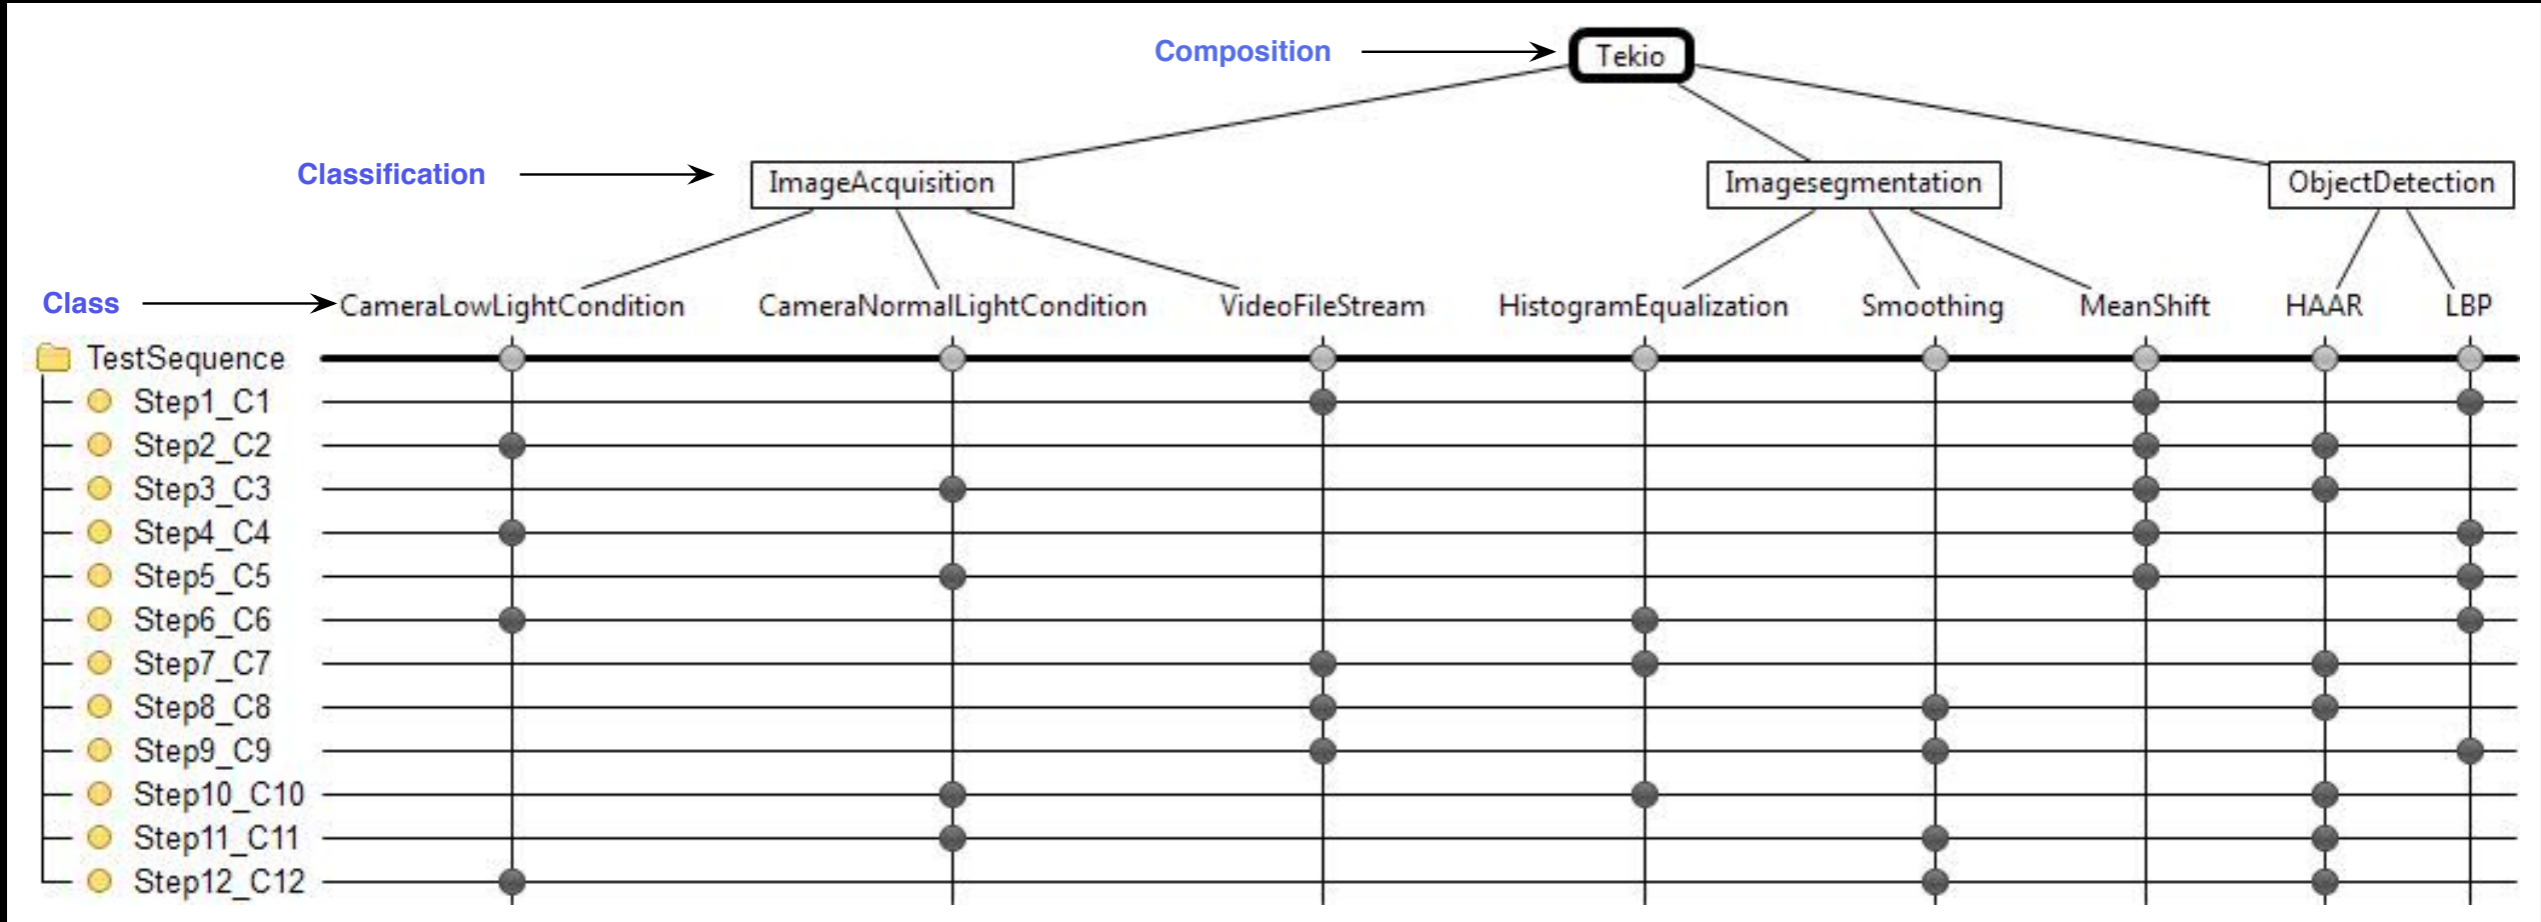 Composition
Tekio
Classification
ImageAcquisition
Imagesegmentation
ObjectDetection
Class
CameraLowLightCondition
CameraNormalLightCondition
VideoFileStream
HistogramEqualization
Smoothing
MeanShift
HAAR
LBP
TestSequence
Step1_C1
Step2_C2
Step3_C3
Step4_C4
Step5_C5
Step6_C6
Step7_C7
Step8_C8
Step9_C9
Step10_C10
Step11_C11
Step12_C12